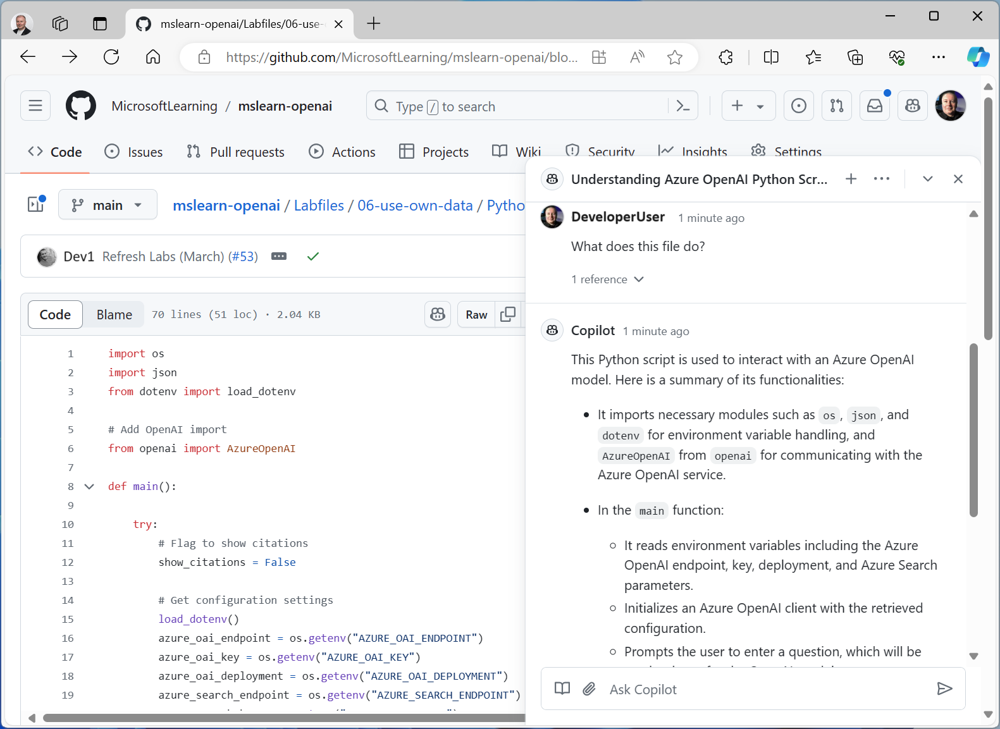 mslearn-openai/Labfiles/06-use-
https://github.com/MicrosoftLearning/mslearn-openai/blo...
MicrosoftLearning / mslearn-openai
Type / to search
Code
Issues
Pull requests
Actions
Projects
Wiki
Security
Insights
Settings
main
mslearn-openai / Labfiles / 06-use-own-data / Pytho
Dev1 Refresh Labs (March) (#53)
Code
Blame
70 lines (51 loc) · 2.04 KB
Raw
1 import os
2 import json
3 from dotenv import load_dotenv
4
5 # Add OpenAI import
6 from openai import AzureOpenAI
7
8 def main():
9
10 try:
11 # Flag to show citations
12 show_citations = False
13
14 # Get configuration settings
15 load_dotenv()
16 azure_oai_endpoint = os.getenv("AZURE_OAI_ENDPOINT")
17 azure_oai_key = os.getenv("AZURE_OAI_KEY")
18 azure_oai_deployment = os.getenv("AZURE_OAI_DEPLOYMENT")
19 azure_search_endpoint = os.getenv("AZURE_SEARCH_ENDPOINT")
Understanding Azure OpenAI Python Scr...
DeveloperUser 1 minute ago
What does this file do?
1 reference
Copilot 1 minute ago
This Python script is used to interact with an Azure OpenAI
model. Here is a summary of its functionalities:
• It imports necessary modules such as os, json, and
dotenv for environment variable handling, and
AzureOpenAI from openai for communicating with the
Azure OpenAI service.
• In the main function:
It reads environment variables including the Azure
OpenAI endpoint, key, deployment, and Azure Search
parameters.
Initializes an Azure OpenAI client with the retrieved
configuration.
Prompts the user to enter a question, which will be
Ask Copilot